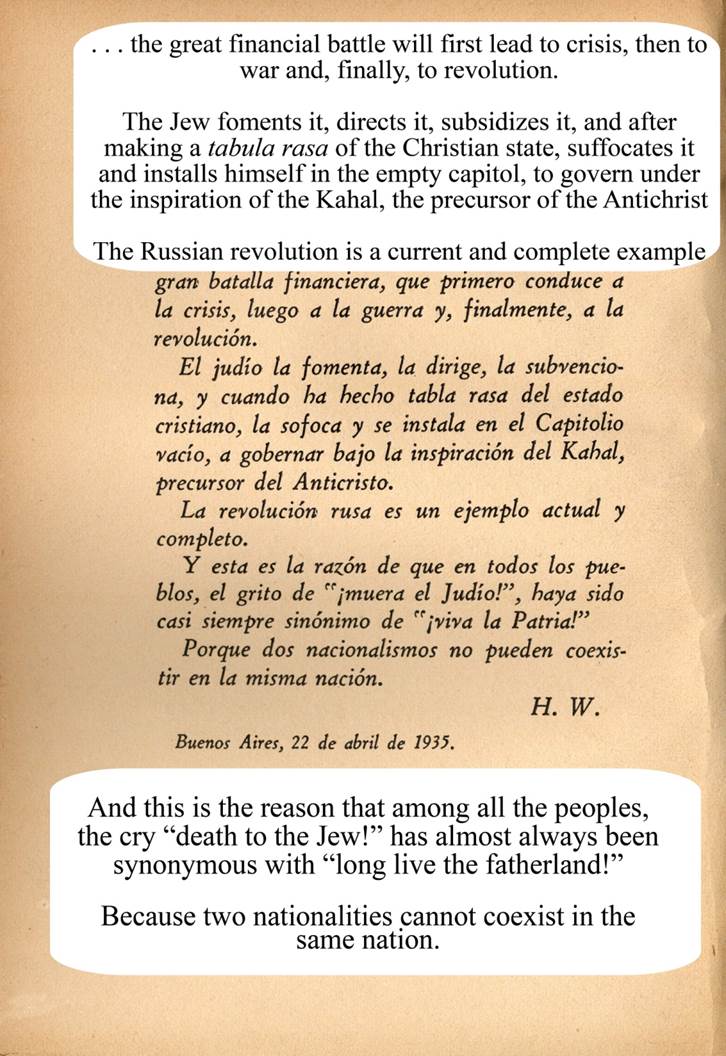 . . . the great financial battle will first lead to crisis, then to
war and, finally, to revolution.
The Jew foments it, directs it, subsidizes it, and after
making a tabula rasa of the Christian state, suffocates it
and installs himself in the empty capitol, to govern under
the inspiration of the Kahal, the precursor of the Antichrist
The Russian revolution is a current and complete example
gran batalla financiera, que primero conduce a
la crisis, luego a la guerra y, finalmente, a la
revolución.
El judío la fomenta, la dirige, la subvencio-
na, y cuando ha hecho tabla rasa del estado
cristiano, la sofoca y se instala en el Capitolio
vacío, a gobernar bajo la inspiración del Kahal,
precursor del Anticristo.
La revolución rusa es un ejemplo actual y
completo.
Y esta es la razón de que en todos los pue-
blos, el grito de “¡muera el Judío!”, haya sido
casi siempre sinónimo de “¡viva la Patria!”
Porque dos nacionalismos no pueden coexis-
tir en la misma nación.
H. W.
Buenos Aires, 22 de abril de 1935.
And this is the reason that among all the peoples,
the cry “death to the Jew!” has almost always been
synonymous with “long live the fatherland!”
Because two nationalities cannot coexist in the
same nation.